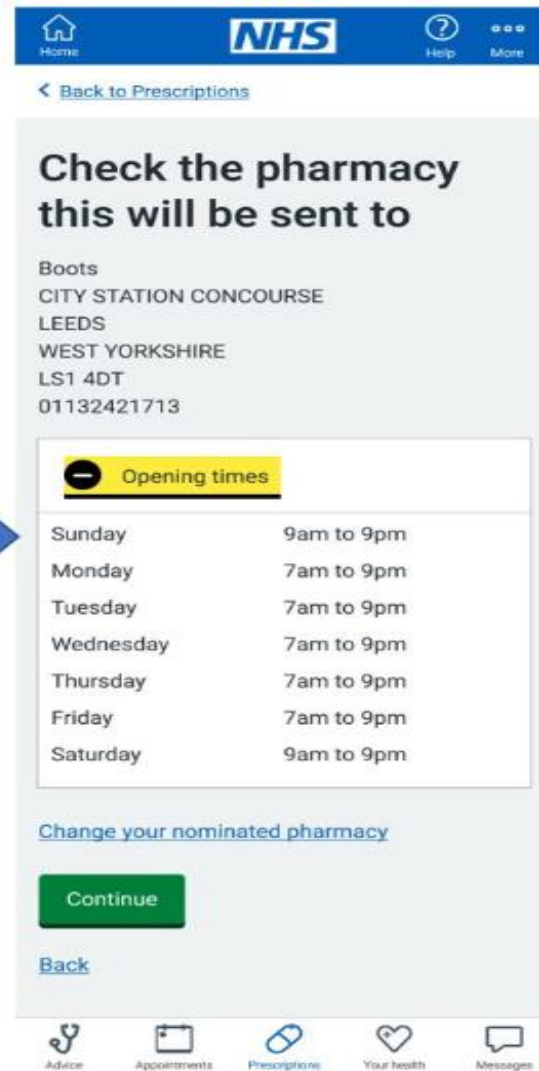 NHS
Home
Help
More
Back to Prescriptions
Check the pharmacy
this will be sent to
Boots
CITY STATION CONCOURSE
LEEDS
WEST YORKSHIRE
LS1 4DT
01132421713
Opening times
Sunday 9am to 9pm
Monday 7am to 9pm
Tuesday 7am to 9pm
Wednesday 7am to 9pm
Thursday 7am to 9pm
Friday 7am to 9pm
Saturday 9am to 9pm
Change your nominated pharmacy
Continue
Back
Advice Appointments Prescriptions Your health Messages